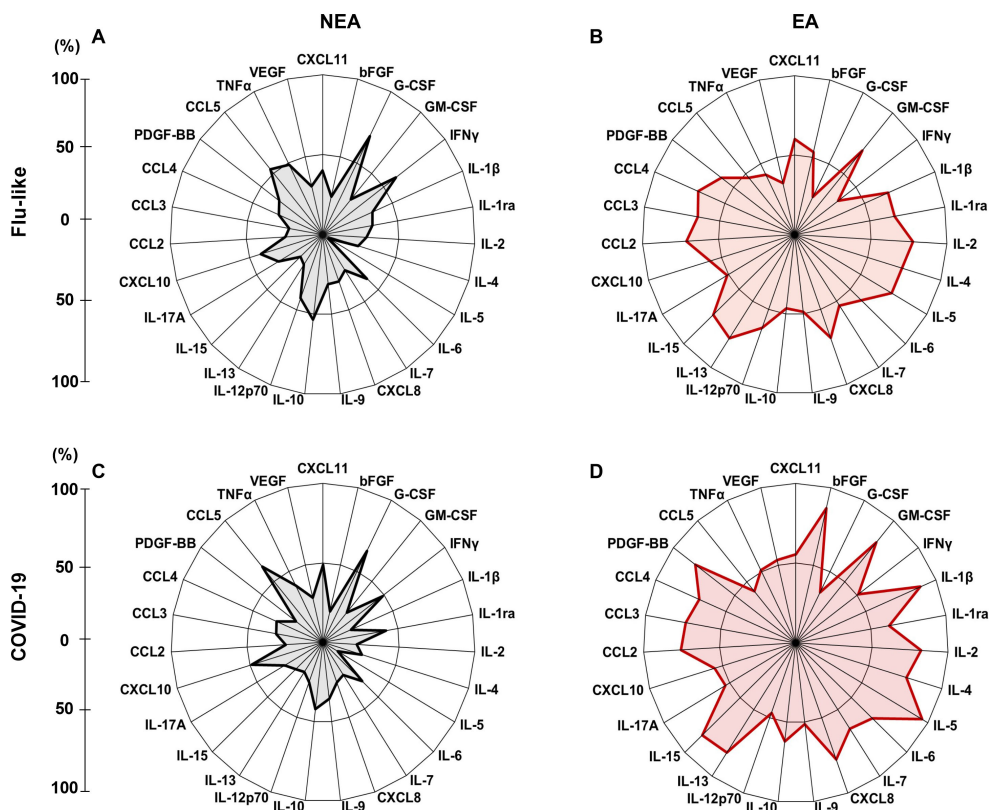 NEA
EA
Flu-like
(%)
100
50
0
50
100
A
CXCL11
bFGF
G-CSF
GM-CSF
IFNγ
IL-1β
IL-1ra
IL-2
IL-4
IL-5
IL-6
IL-7
CXCL8
IL-9
IL-10
IL-12p70
IL-13
IL-15
IL-17A
CXCL10
CCL2
CCL3
CCL4
PDGF-BB
CCL5
TNFα
VEGF
B
CXCL11
bFGF
G-CSF
GM-CSF
IFNγ
IL-1β
IL-1ra
IL-2
IL-4
IL-5
IL-6
IL-7
CXCL8
IL-9
IL-10
IL-12p70
IL-13
IL-15
IL-17A
CXCL10
CCL2
CCL3
CCL4
PDGF-BB
CCL5
TNFα
VEGF
COVID-19
(%)
100
50
0
50
100
C
CXCL11
bFGF
G-CSF
GM-CSF
IFNγ
IL-1β
IL-1ra
IL-2
IL-4
IL-5
IL-6
IL-7
CXCL8
IL-9
IL-10
IL-12p70
IL-13
IL-15
IL-17A
CXCL10
CCL2
CCL3
CCL4
PDGF-BB
CCL5
TNFα
VEGF
D
CXCL11
bFGF
G-CSF
GM-CSF
IFNγ
IL-1β
IL-1ra
IL-2
IL-4
IL-5
IL-6
IL-7
CXCL8
IL-9
IL-10
IL-12p70
IL-13
IL-15
IL-17A
CXCL10
CCL2
CCL3
CCL4
PDGF-BB
CCL5
TNFα
VEGF